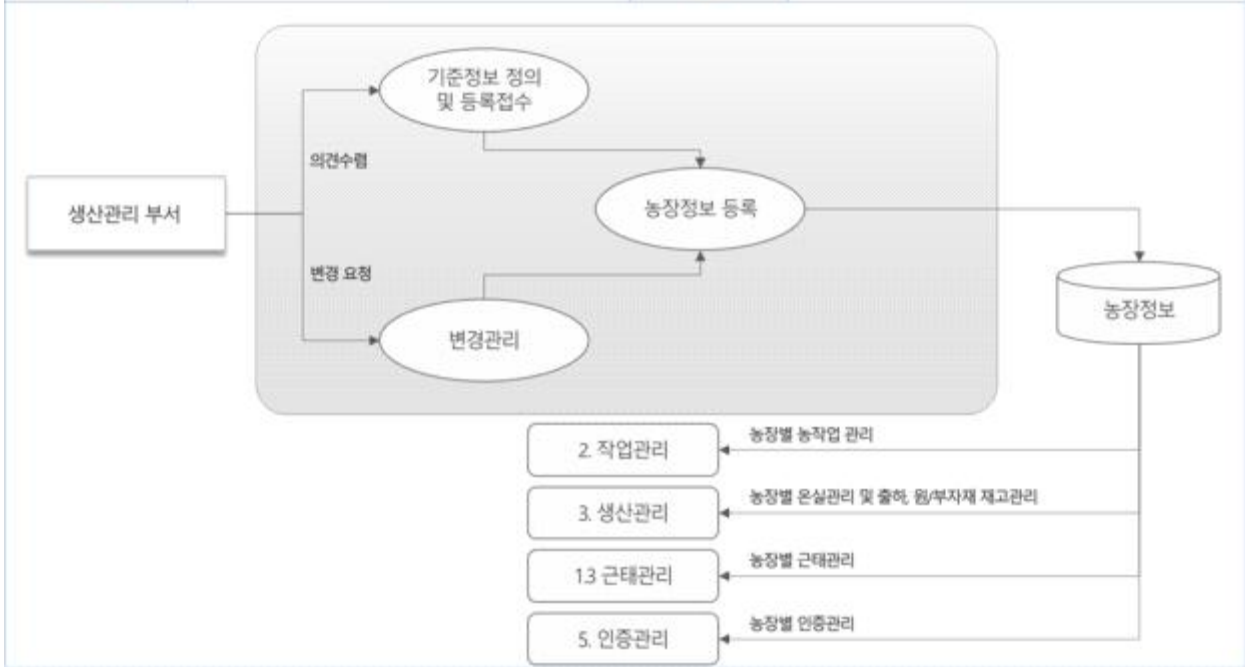 기준정보 정의
및 등록접수
의견수렴
생산관리 부서
농장정보 등록
변경 요청
변경관리
농장정보
2. 작업관리
농장별 농작업 관리
3. 생산관리
농장별 온실관리 및 출하, 원/부자재 재고관리
1.3 근태관리
농장별 근태관리
5. 인증관리
농장별 인증관리